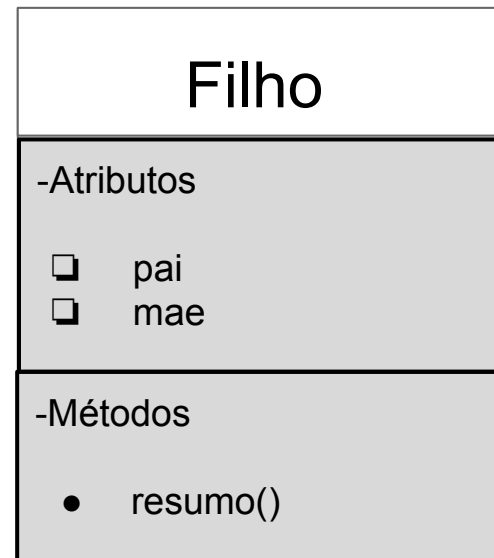 Filho
-Atributos
❏ pai
❏ mae
-Métodos
● resumo()